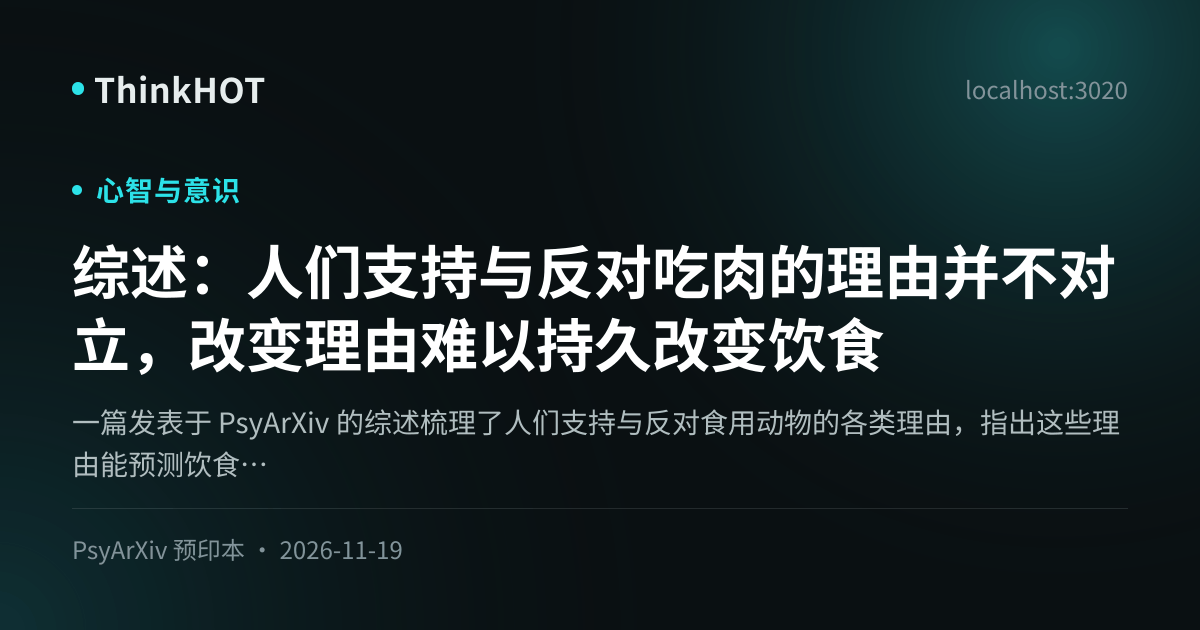 ThinkHOT
localhost:3020
心智与意识
综述：人们支持与反对吃肉的理由并不对
立，改变理由难以持久改变饮食
一篇发表于 PsyArXiv 的综述梳理了人们支持与反对食用动物的各类理由，指出这些理
由能预测饮食…
PsyArXiv 预印本 · 2026-11-19